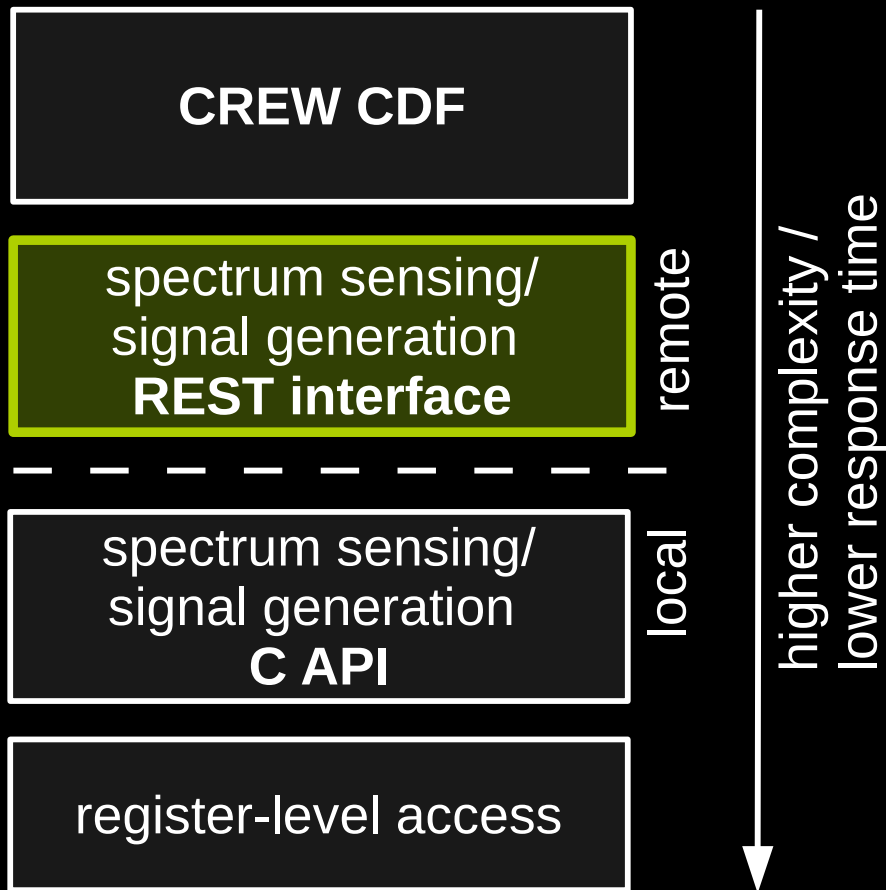 CREW CDF
spectrum sensing/
signal generation
REST interface
remote
spectrum sensing/
signal generation
C API
local
register-level access
higher complexity /
lower response time